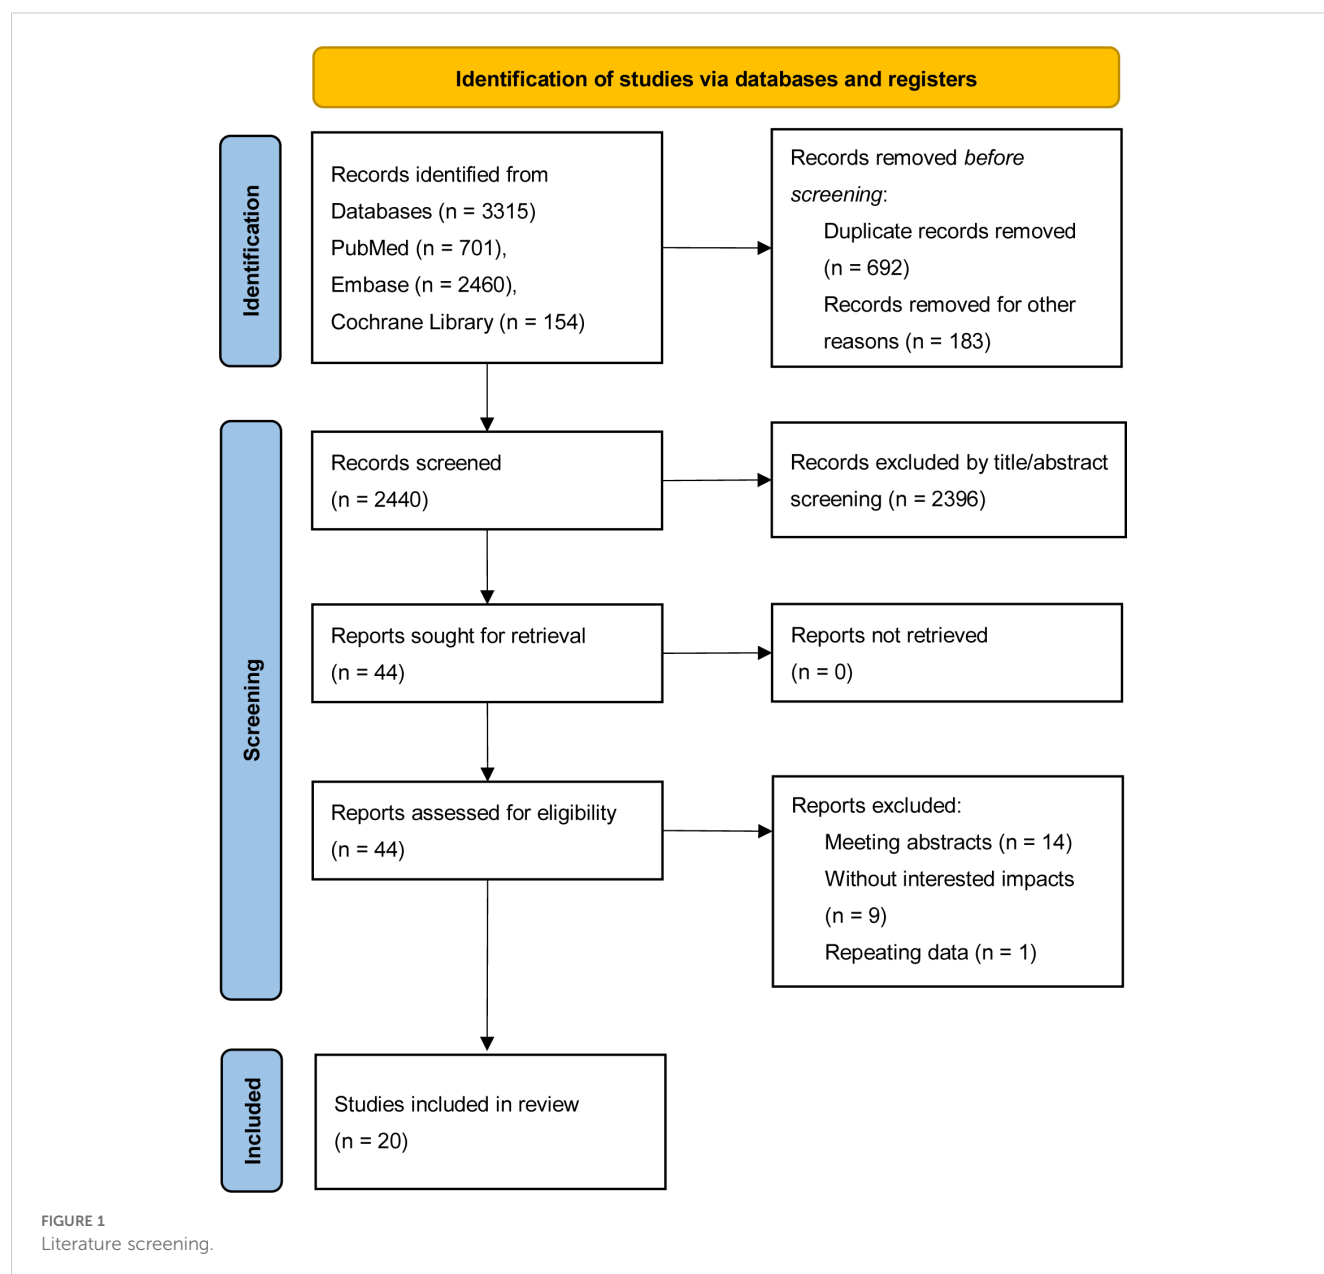 Identification of studies via databases and registers
Identification
Records identified from
Databases (n = 3315)
PubMed (n = 701),
Embase (n = 2460),
Cochrane Library (n = 154)
Records removed before
screening:
Duplicate records removed
(n = 692)
Records removed for other
reasons (n = 183)
Screening
Records screened
(n = 2440)
Records excluded by title/abstract
screening (n = 2396)
Reports sought for retrieval
(n = 44)
Reports not retrieved
(n = 0)
Reports assessed for eligibility
(n = 44)
Reports excluded:
Meeting abstracts (n = 14)
Without interested impacts
(n = 9)
Repeating data (n = 1)
Included
Studies included in review
(n = 20)
FIGURE 1
Literature screening.